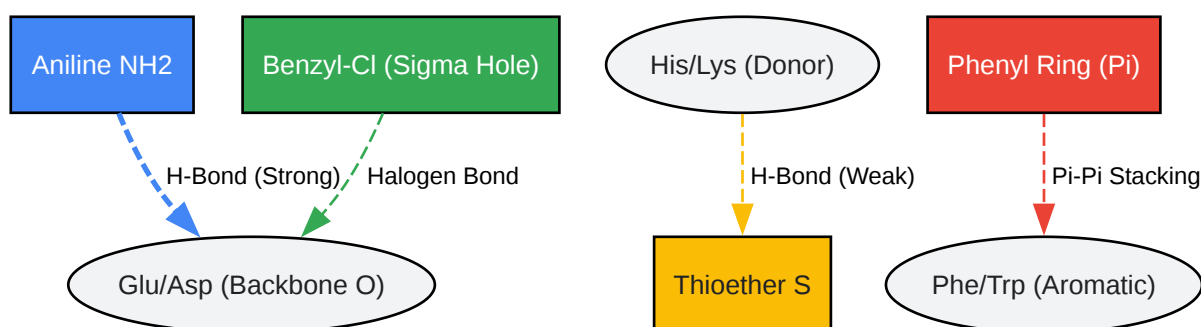 Aniline NH2
Benzyl-Cl (Sigma Hole)
His/Lys (Donor)
Phenyl Ring (Pi)
H-Bond (Strong)
Halogen Bond
H-Bond (Weak)
Pi-Pi Stacking
Glu/Asp (Backbone O)
Thioether S
Phe/Trp (Aromatic)